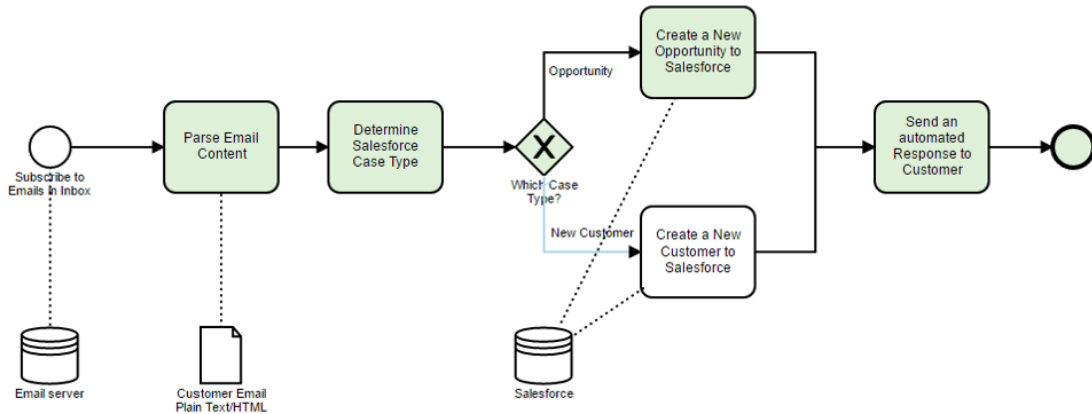 Create a New
Opportunity to
Salesforce
Opportunity
Parse Email
Content
Determine
Salesforce
Case Type
Send an
automated
Response to
Customer
Subscribe to
Emails in Inbox
Which Case
Type?
New Customer
Create a New
Customer to
Salesforce
Email server
Customer Email
Plain Text/HTML
Salesforce